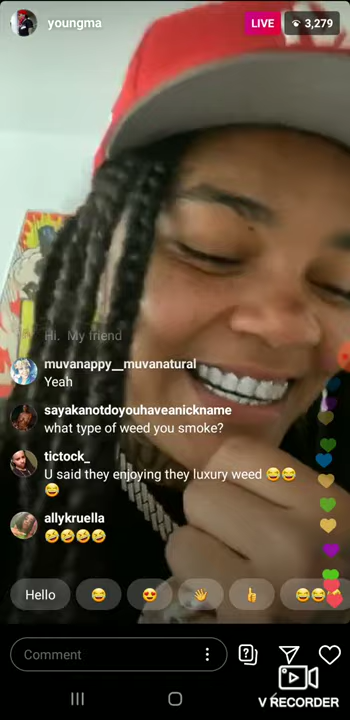 youngma
LIVE
3,279
Hi. My friend
muvanappy__muvanatural
Yeah
sayakanotdoyouhaveanickname
what type of weed you smoke?
tictock_
U said they enjoying they luxury weed 😂😂
😂
allykruella
🤣🤣🤣🤣
Hello 😂 😍 👋 👍 😂😂
Comment
V RECORDER